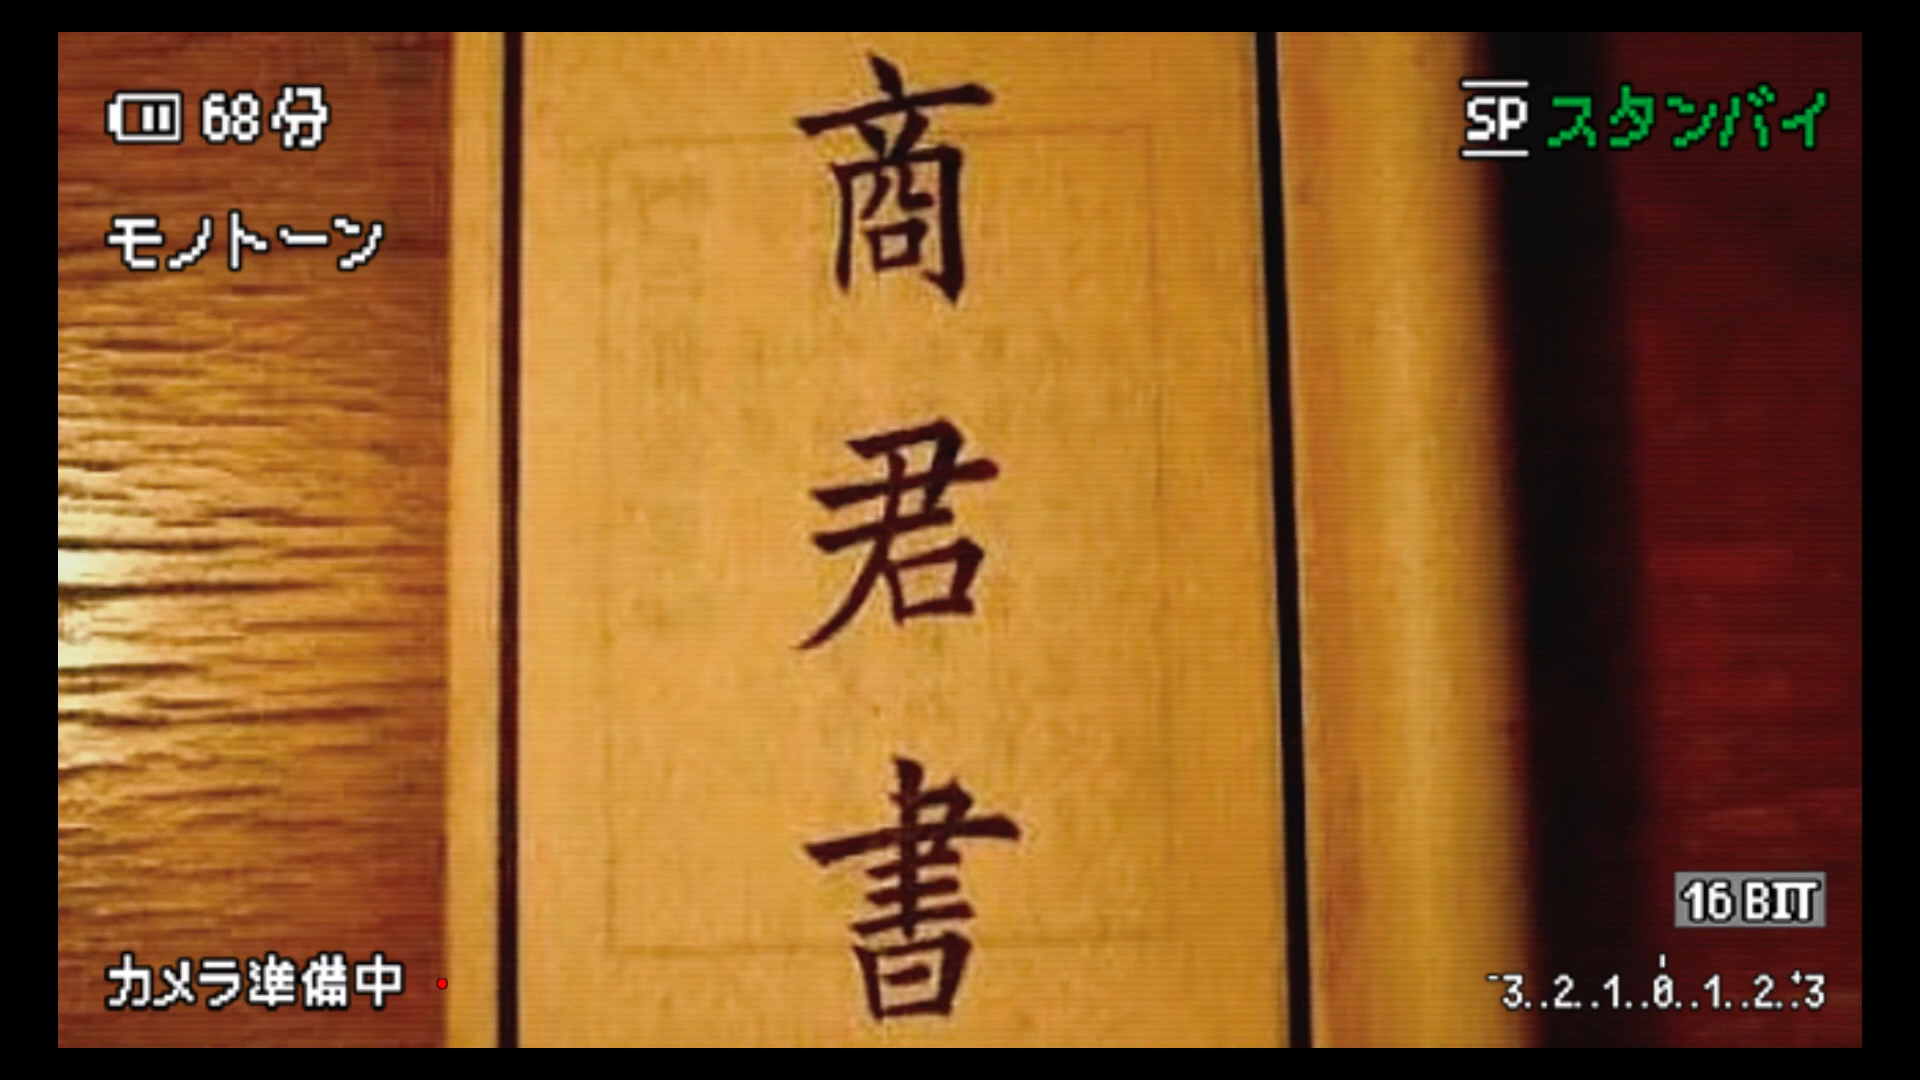 68分
SP スタンバイ
モノトーン
商
君
書
16 BIT
カメラ準備中
-3..2..1..0..1..2..+3